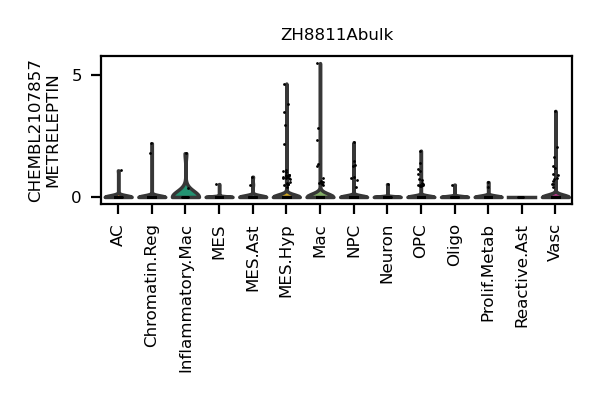 ZH8811Abulk
CHEMBL2107857
METRELEPTIN
5
0
AC
Chromatin.Reg
Inflammatory.Mac
MES
MES.Ast
MES.Hyp
Mac
NPC
Neuron
OPC
Oligo
Prolif.Metab
Reactive.Ast
Vasc